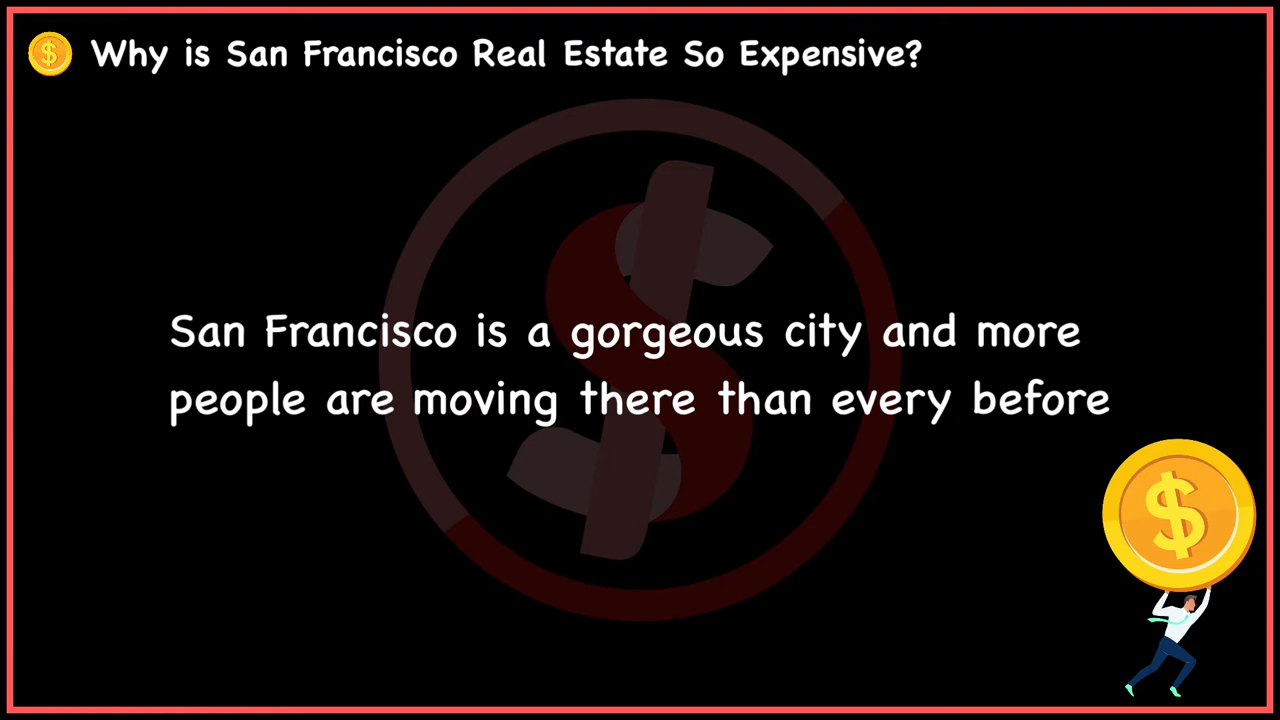 Why is San Francisco Real Estate So Expensive?
San Francisco is a gorgeous city and more
people are moving there than every before